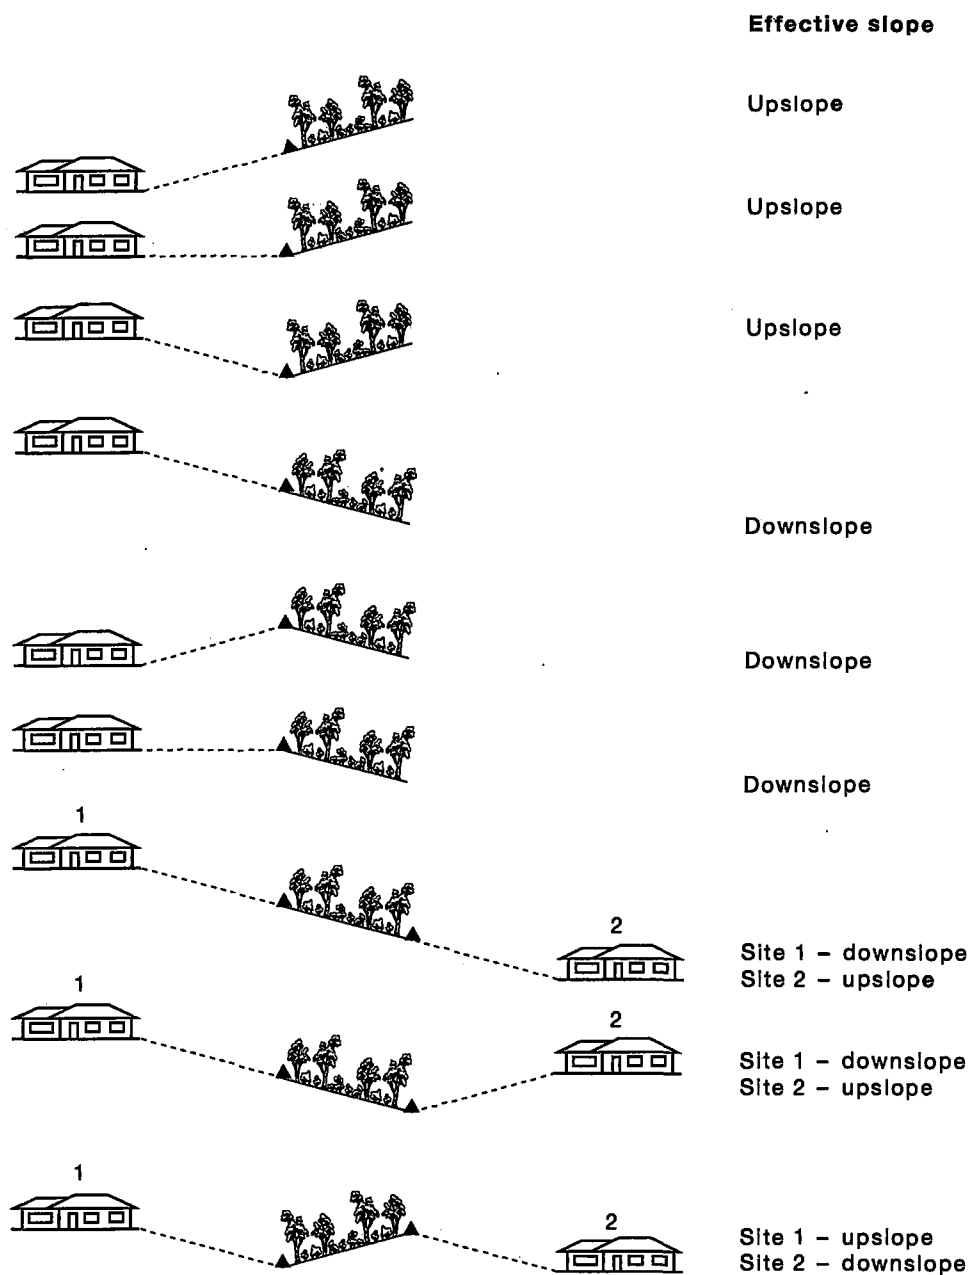 Effective slope
Upslope
Upslope
Upslope
Downslope
Downslope
Downslope
1
2
Site 1 – downslope
Site 2 – upslope
1
2
Site 1 – downslope
Site 2 – upslope
1
2
Site 1 – upslope
Site 2 – downslope